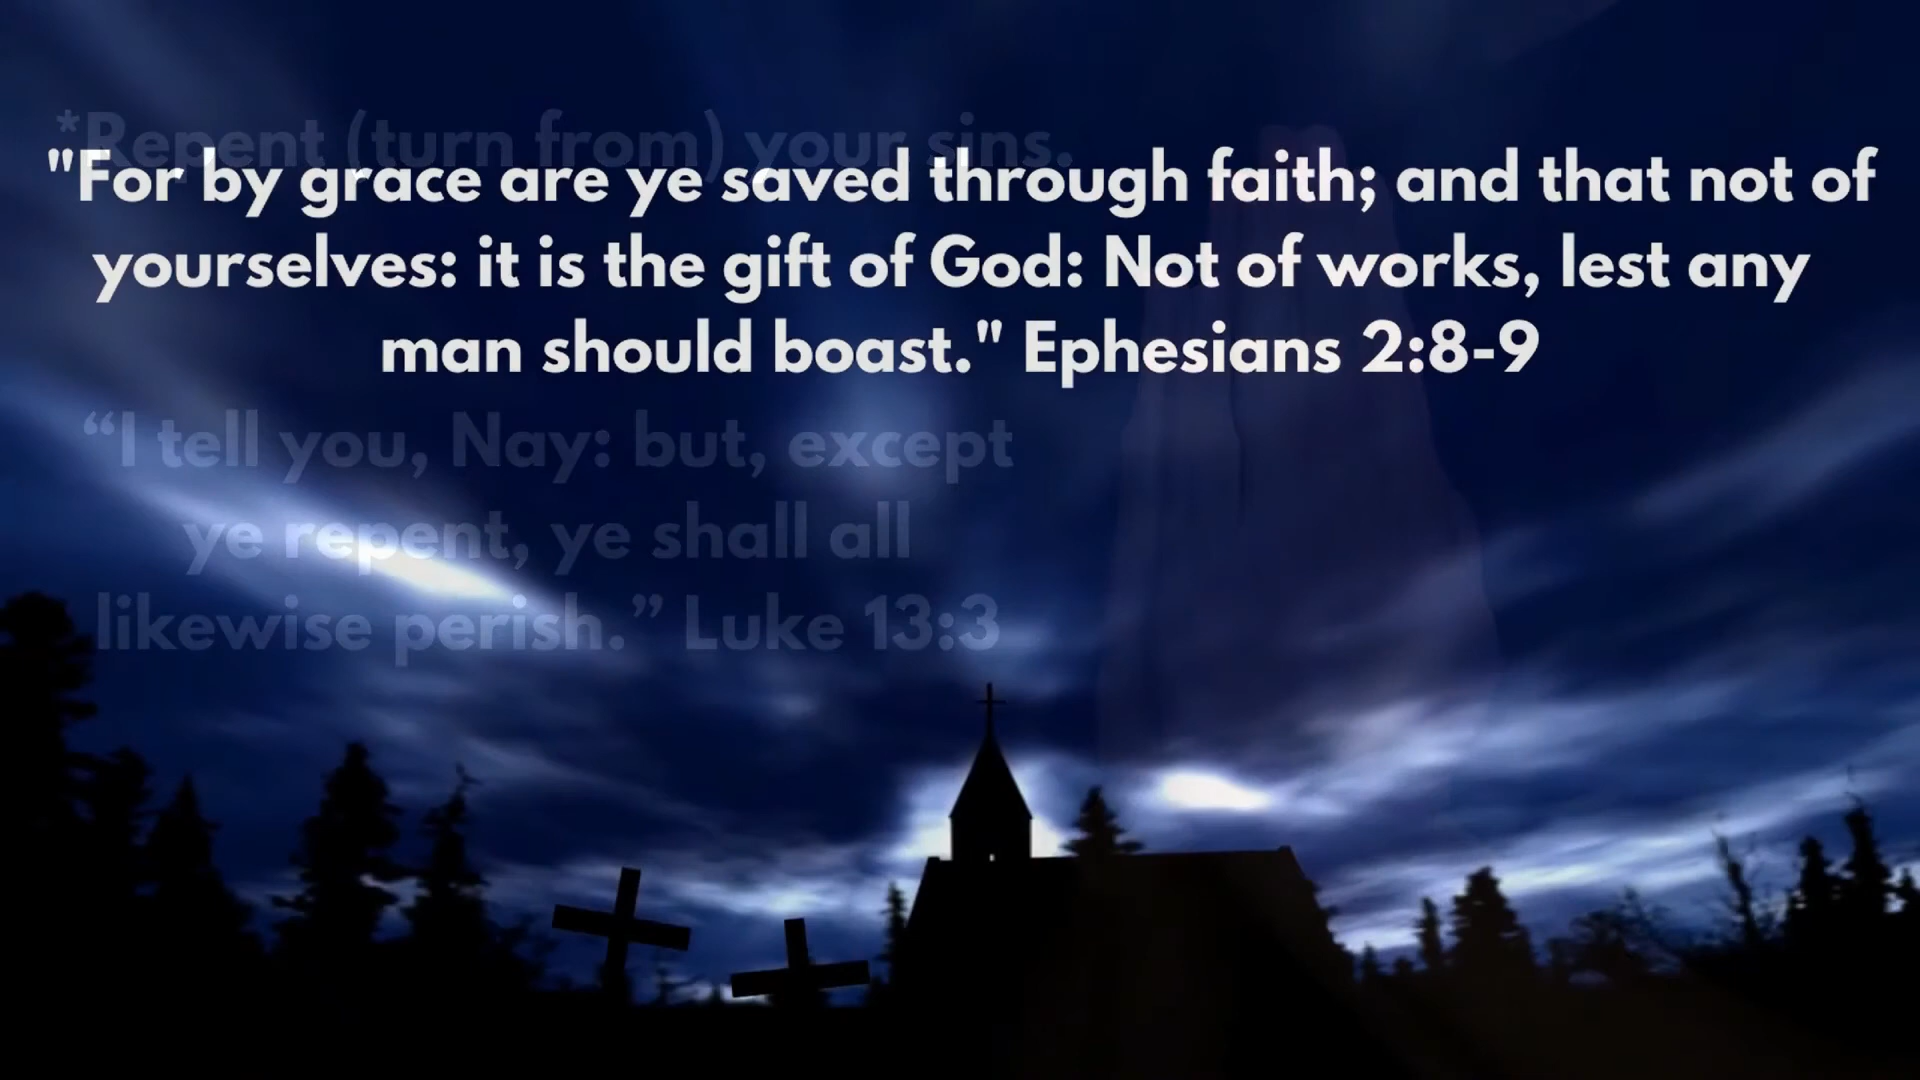 *Repent (turn from) your sins.
"For by grace are ye saved through faith; and that not of
yourselves: it is the gift of God: Not of works, lest any
man should boast." Ephesians 2:8-9
“I tell you, Nay: but, except
ye repent, ye shall all
likewise perish.” Luke 13:3